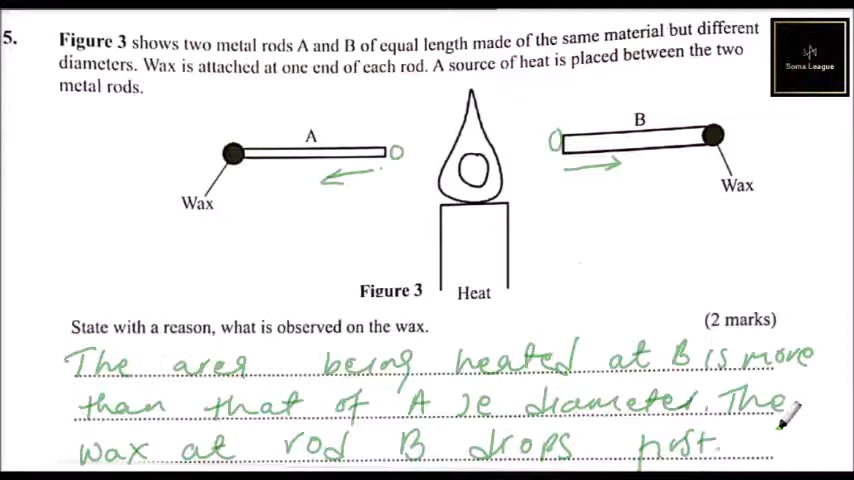 5. Figure 3 shows two metal rods A and B of equal length made of the same material but different
diameters. Wax is attached at one end of each rod. A source of heat is placed between the two
metal rods.
Soma League
A
B
Wax
Wax
Figure 3
Heat
State with a reason, what is observed on the wax.
(2 marks)
The area being heated at B is more
than that of A ie diameter. The
wax at rod B drops first.